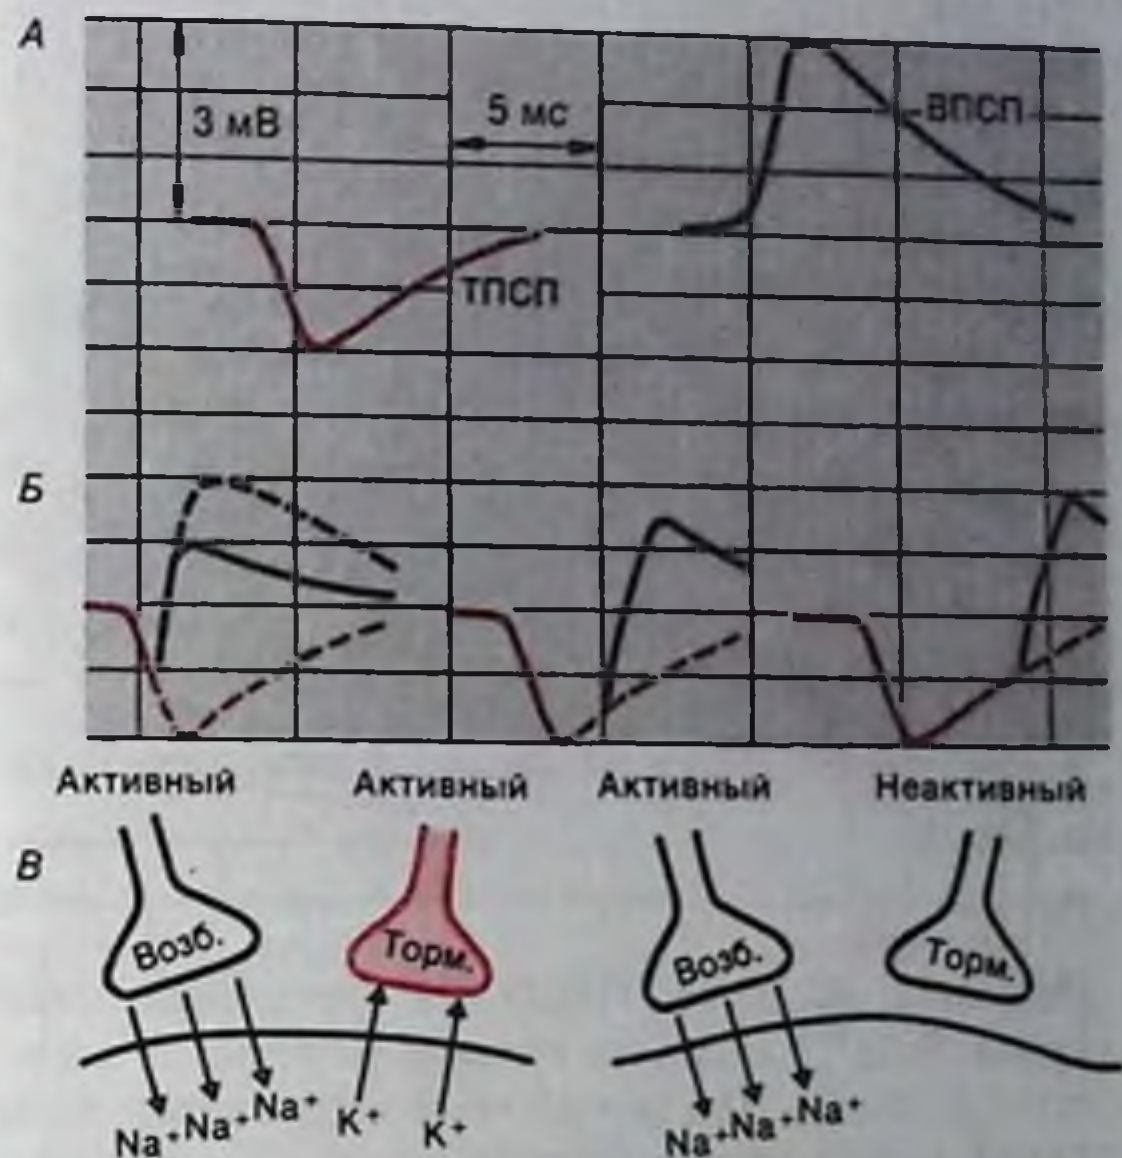 А
3 мВ
5 мс
ВПСП
ТПСП
Б
Активный Активный Активный Неактивный
В
Возб. Торм. Возб. Торм.
Na⁺ Na⁺ Na⁺ K⁺ K⁺ Na⁺ Na⁺ Na⁺